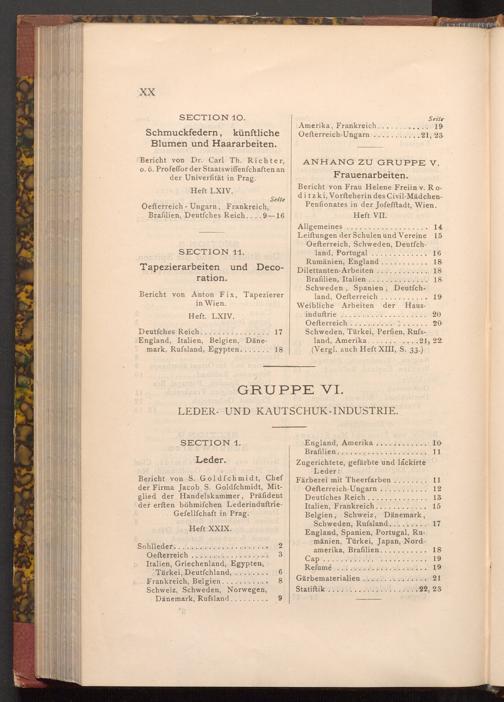 XX
SECTION 10.
Schmuckfedern, künſtliche
Blumen und Haararbeiten.
Bericht von Dr. Carl Th. Richter,
o. ö. Profeſſor der Staatswiſſenſchaften an
der Univerſität in Prag.
Heft LXIV.
Seite
Oeſterreich-Ungarn, Frankreich,
Braſilien, Deutſches Reich....9—16
SECTION 11.
Tapezierarbeiten und Deco-
ration.
Bericht von Anton Fix, Tapezierer
in Wien.
Heft. LXIV.
Deutſches Reich............... 17
England, Italien, Belgien, Däne-
mark, Rufsland, Egypten....... 18
Seite
Amerika, Frankreich........... 19
Oeſterreich-Ungarn ...........21, 23
ANHANG ZU GRUPPE V.
Frauenarbeiten.
Bericht von Frau Helene Freiin v. Ro-
ditzki, Vorſteherin des Civil-Mädchen-
Penſionates in der Joſefſtadt, Wien.
Heft VII.
Allgemeines .................. 14
Leiſtungen der Schulen und Vereine 15
Oeſterreich, Schweden, Deutſch-
land, Portugal ............... 16
Rumänien, England ........... 18
Dilettanten-Arbeiten ........... 18
Braſilien, Italien ............. 18
Schweden, Spanien, Deutſch-
land, Oeſterreich ............ 19
Weibliche Arbeiten der Haus-
induſtrie .................... 20
Oeſterreich .................. 20
Schweden, Türkei, Perſien, Rufs-
land, Amerika ..........21, 22
(Vergl. auch Heft XIII, S. 33.)
GRUPPE VI.
LEDER- UND KAUTSCHUK-INDUSTRIE.
SECTION 1.
Leder.
Bericht von S. Goldſchmidt, Chef
der Firma Jacob S. Goldſchmidt, Mit-
glied der Handelskammer, Präſident
der erſten böhmiſchen Lederinduſtrie-
Geſellſchaft in Prag.
Heft XXIX.
Sohlleder..................... 2
Oeſterreich ................... 3
Italien, Griechenland, Egypten,
Türkei, Deutſchland,........ 6
Frankreich, Belgien........... 8
Schweiz, Schweden, Norwegen,
Dänemark, Rufsland......... 9
England, Amerika ............ 10
Braſilien..................... 11
Zugerichtete, gefärbte und lackirte
Leder:
Färberei mit Theerfarben ....... 11
Oeſterreich-Ungarn ........... 12
Deutſches Reich .............. 13
Italien, Frankreich............ 15
Belgien, Schweiz, Dänemark,
Schweden, Rufsland......... 17
England, Spanien, Portugal, Ru-
mänien, Türkei, Japan, Nord-
amerika, Braſilien........... 18
Cap ......................... 19
Reſumé ...................... 19
Gärbematerialien .............. 21
Statiſtik .....................22, 23